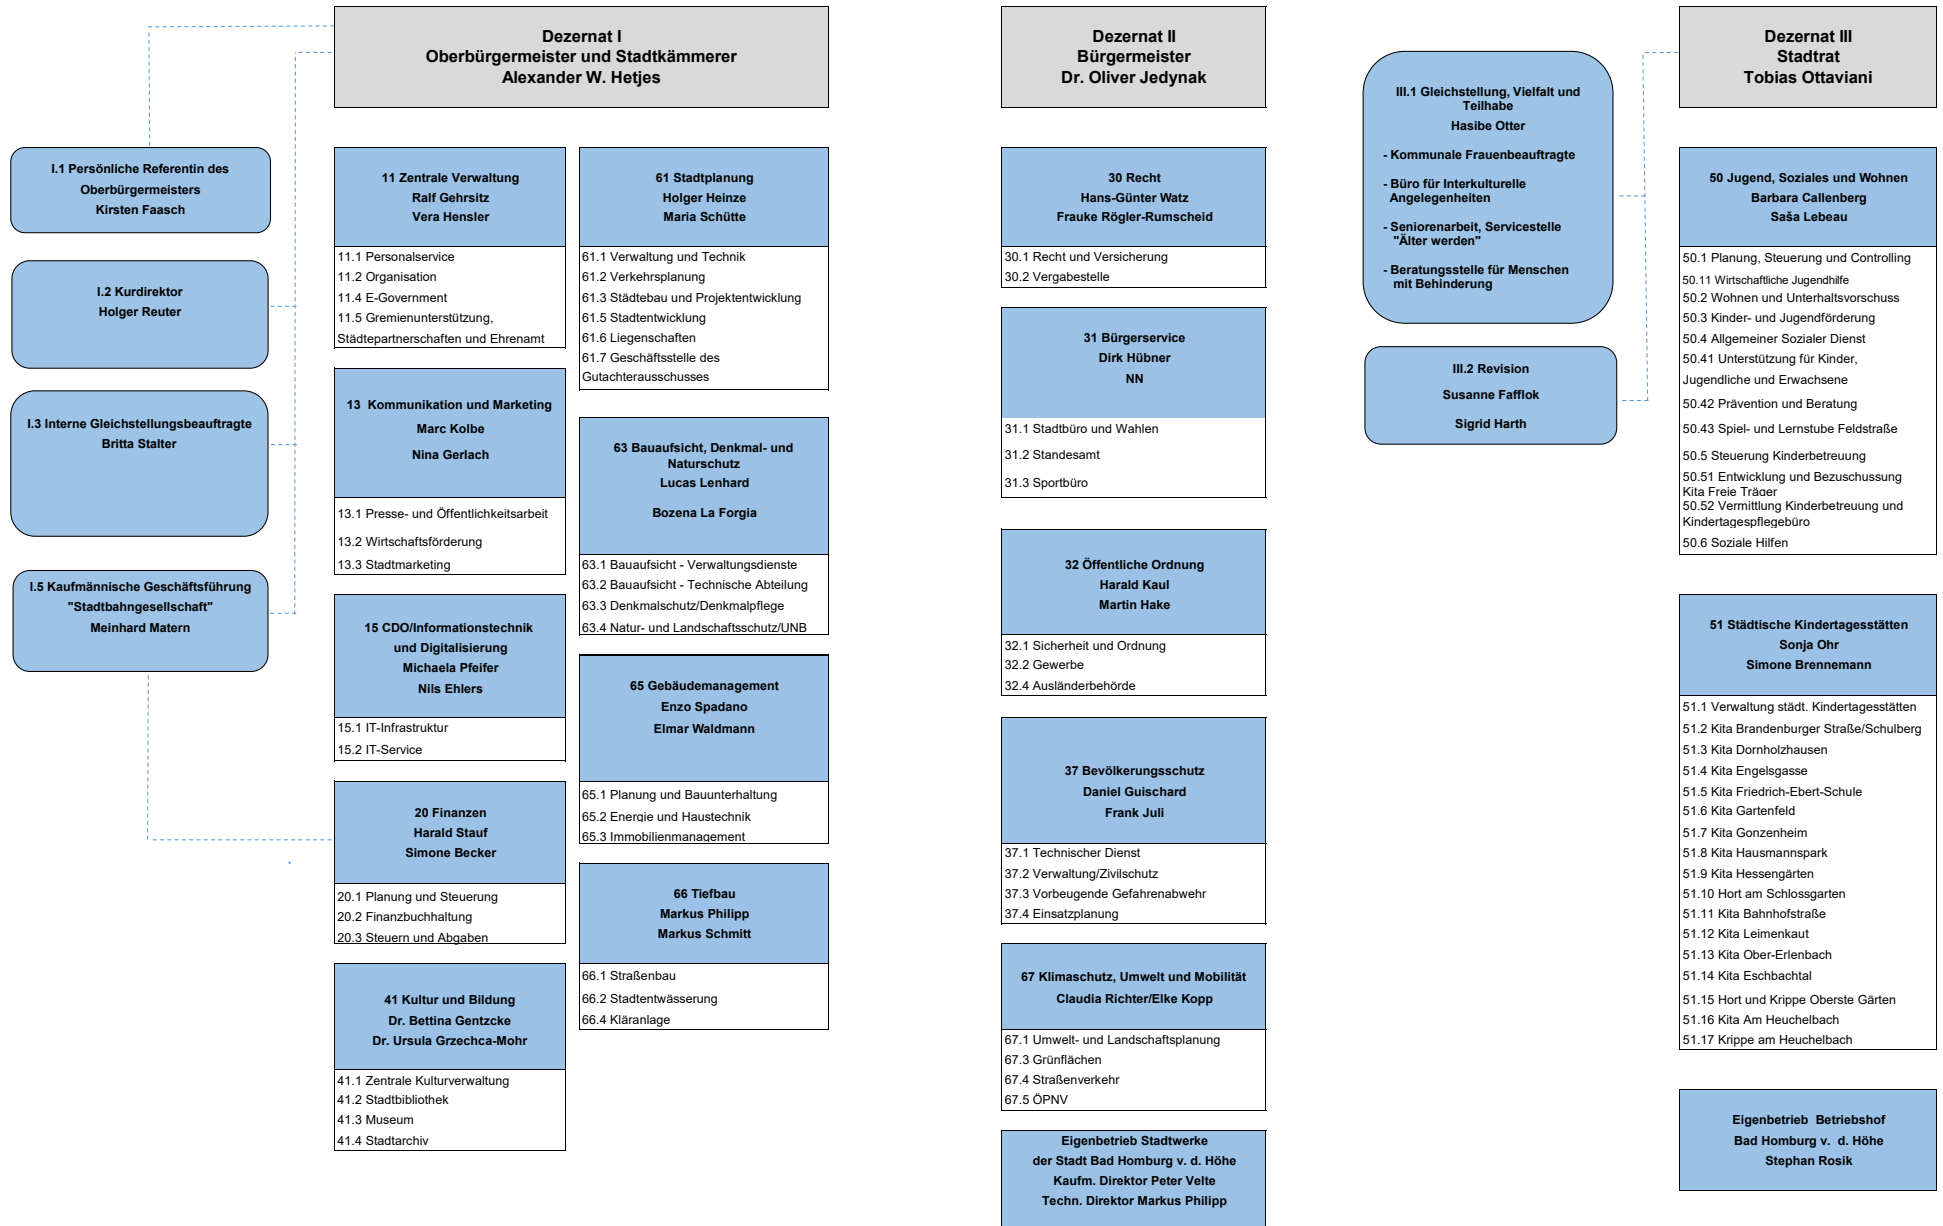 Dezernat I
Oberbürgermeister und Stadtkämmerer
Alexander W. Hetjes
I.1 Persönliche Referentin des
Oberbürgermeisters
Kirsten Faasch
I.2 Kurdirektor
Holger Reuter
I.3 Interne Gleichstellungsbeauftragte
Britta Stalter
I.5 Kaufmännische Geschäftsführung
"Stadtbahngesellschaft"
Meinhard Matern
11 Zentrale Verwaltung
Ralf Gehrsitz
Vera Hensler
11.1 Personalservice
11.2 Organisation
11.4 E-Government
11.5 Gremienunterstützung,
Städtepartnerschaften und Ehrenamt
13 Kommunikation und Marketing
Marc Kolbe
Nina Gerlach
13.1 Presse- und Öffentlichkeitsarbeit
13.2 Wirtschaftsförderung
13.3 Stadtmarketing
15 CDO/Informationstechnik
und Digitalisierung
Michaela Pfeifer
Nils Ehlers
15.1 IT-Infrastruktur
15.2 IT-Service
20 Finanzen
Harald Stauf
Simone Becker
20.1 Planung und Steuerung
20.2 Finanzbuchhaltung
20.3 Steuern und Abgaben
41 Kultur und Bildung
Dr. Bettina Gentzcke
Dr. Ursula Grzechca-Mohr
41.1 Zentrale Kulturverwaltung
41.2 Stadtbibliothek
41.3 Museum
41.4 Stadtarchiv
61 Stadtplanung
Holger Heinze
Maria Schütte
61.1 Verwaltung und Technik
61.2 Verkehrsplanung
61.3 Städtebau und Projektentwicklung
61.5 Stadtentwicklung
61.6 Liegenschaften
61.7 Geschäftsstelle des
Gutachterausschusses
63 Bauaufsicht, Denkmal- und
Naturschutz
Lucas Lenhard
Bozena La Forgia
63.1 Bauaufsicht - Verwaltungsdienste
63.2 Bauaufsicht - Technische Abteilung
63.3 Denkmalschutz/Denkmalpflege
63.4 Natur- und Landschaftsschutz/UNB
65 Gebäudemanagement
Enzo Spadano
Elmar Waldmann
65.1 Planung und Bauunterhaltung
65.2 Energie und Haustechnik
65.3 Immobilienmanagement
66 Tiefbau
Markus Philipp
Markus Schmitt
66.1 Straßenbau
66.2 Stadtentwässerung
66.4 Kläranlage
Dezernat II
Bürgermeister
Dr. Oliver Jedynak
30 Recht
Hans-Günter Watz
Frauke Rögler-Rumscheid
30.1 Recht und Versicherung
30.2 Vergabestelle
31 Bürgerservice
Dirk Hübner
NN
31.1 Stadtbüro und Wahlen
31.2 Standesamt
31.3 Sportbüro
32 Öffentliche Ordnung
Harald Kaul
Martin Hake
32.1 Sicherheit und Ordnung
32.2 Gewerbe
32.4 Ausländerbehörde
37 Bevölkerungsschutz
Daniel Guischard
Frank Juli
37.1 Technischer Dienst
37.2 Verwaltung/Zivilschutz
37.3 Vorbeugende Gefahrenabwehr
37.4 Einsatzplanung
67 Klimaschutz, Umwelt und Mobilität
Claudia Richter/Elke Kopp
67.1 Umwelt- und Landschaftsplanung
67.3 Grünflächen
67.4 Straßenverkehr
67.5 ÖPNV
Eigenbetrieb Stadtwerke
der Stadt Bad Homburg v. d. Höhe
Kaufm. Direktor Peter Velte
Techn. Direktor Markus Philipp
Dezernat III
Stadtrat
Tobias Ottaviani
III.1 Gleichstellung, Vielfalt und
Teilhabe
Hasibe Otter
- Kommunale Frauenbeauftragte
- Büro für Interkulturelle
Angelegenheiten
- Seniorenarbeit, Servicestelle
"Älter werden"
- Beratungsstelle für Menschen
mit Behinderung
III.2 Revision
Susanne Fafflok
Sigrid Harth
50 Jugend, Soziales und Wohnen
Barbara Callenberg
Saša Lebeau
50.1 Planung, Steuerung und Controlling
50.11 Wirtschaftliche Jugendhilfe
50.2 Wohnen und Unterhaltsvorschuss
50.3 Kinder- und Jugendförderung
50.4 Allgemeiner Sozialer Dienst
50.41 Unterstützung für Kinder,
Jugendliche und Erwachsene
50.42 Prävention und Beratung
50.43 Spiel- und Lernstube Feldstraße
50.5 Steuerung Kinderbetreuung
50.51 Entwicklung und Bezuschussung
Kita Freie Träger
50.52 Vermittlung Kinderbetreuung und
Kindertagespflegebüro
50.6 Soziale Hilfen
51 Städtische Kindertagesstätten
Sonja Ohr
Simone Brennemann
51.1 Verwaltung städt. Kindertagesstätten
51.2 Kita Brandenburger Straße/Schulberg
51.3 Kita Dornholzhausen
51.4 Kita Engelsgasse
51.5 Kita Friedrich-Ebert-Schule
51.6 Kita Gartenfeld
51.7 Kita Gonzenheim
51.8 Kita Hausmannspark
51.9 Kita Hessengärten
51.10 Hort am Schlossgarten
51.11 Kita Bahnhofstraße
51.12 Kita Leimenkaut
51.13 Kita Ober-Erlenbach
51.14 Kita Eschbachtal
51.15 Hort und Krippe Oberste Gärten
51.16 Kita Am Heuchelbach
51.17 Krippe am Heuchelbach
Eigenbetrieb Betriebshof
Bad Homburg v. d. Höhe
Stephan Rosik